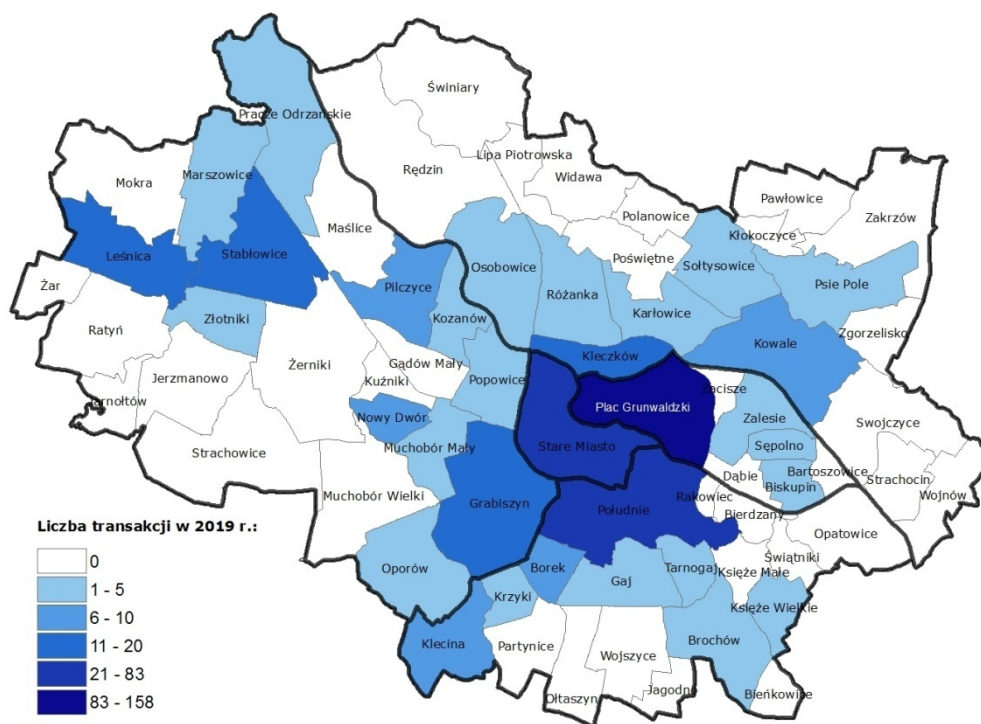 Pracze Odrzańskie
Świniary
Mokra
Marszowice
Rędzin
Lipa Piotrowska
Widawa
Pawłowice
Zakrzów
Polanowice
Kłokoczyce
Maślice
Leśnica
Stabłowice
Poświętne
Sołtysowice
Osobowice
Żar
Pilczyce
Różanka
Psie Pole
Karłowice
Kozanów
Złotniki
Ratyń
Zgorzelisko
Kowale
Kleczków
Żerniki
Gądów Mały
Jerzmanowo
Kuźniki
Popowice
Zacisze
Jarnołtów
Plac Grunwaldzki
Nowy Dwór
Zalesie
Swojczyce
Stare Miasto
Sępolno
Muchobór Mały
Strachowice
Bartoszowice
Dąbie
Strachocin
Biskupin
Muchobór Wielki
Rakowiec
Wojnów
Grabiszyn
Południe
Bierdzany
Opatowice
Świątniki
Borek
Tarnogaj
Księże Małe
Oporów
Gaj
Krzyki
Księże Wielkie
Klecina
Partynice
Brochów
Wojszyce
Jagodno
Ołtaszyn
Bieńkowice
Liczba transakcji w 2019 r.:
0
1 - 5
6 - 10
11 - 20
21 - 83
83 - 158